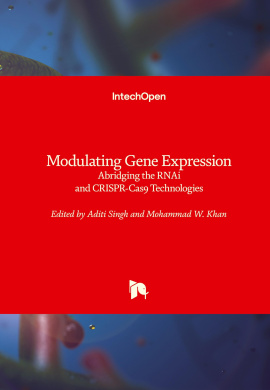 IntechOpen
Modulating Gene Expression
Abridging the RNAi
and CRISPR-Cas9 Technologies
Edited by Aditi Singh and Mohammad W. Khan